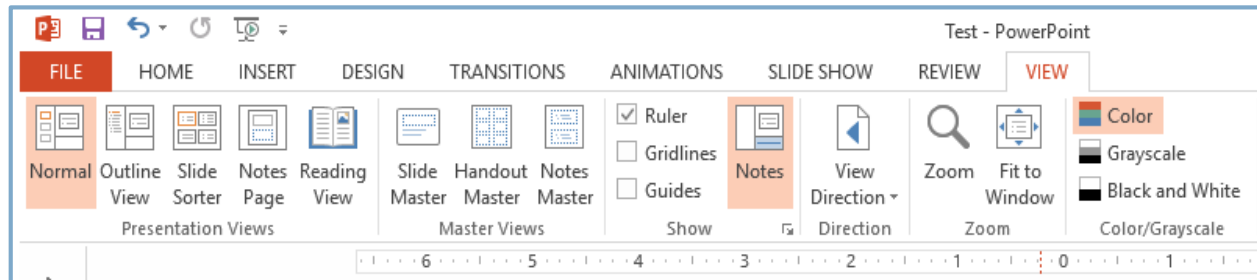 Test - PowerPoint
FILE HOME INSERT DESIGN TRANSITIONS ANIMATIONS SLIDE SHOW REVIEW VIEW
Normal
Outline View
Slide Sorter
Notes Page
Reading View
Presentation Views
Slide Master
Handout Master
Notes Master
Master Views
Ruler
Gridlines
Guides
Notes
Show
View Direction
Direction
Zoom
Fit to Window
Zoom
Color
Grayscale
Black and White
Color/Grayscale
6 5 4 3 2 1 0 1